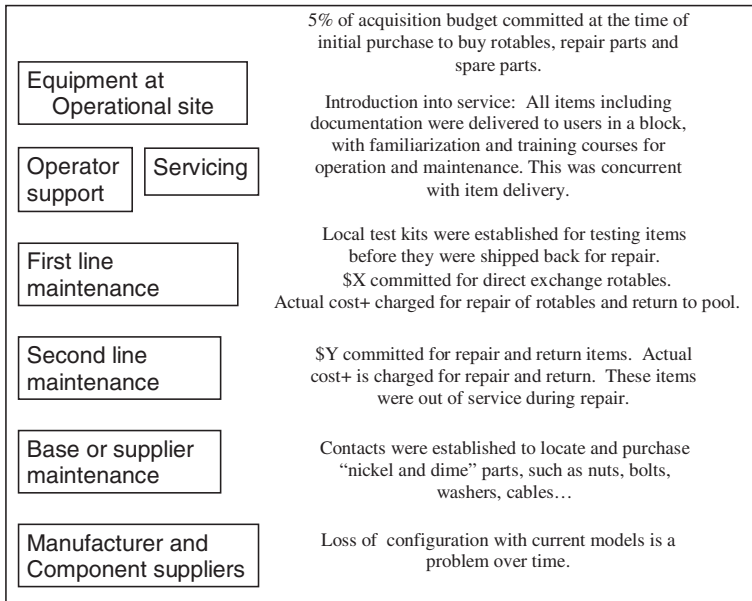 5% of acquisition budget committed at the time of
initial purchase to buy rotables, repair parts and
spare parts.
Equipment at
Operational site
Introduction into service: All items including
documentation were delivered to users in a block,
with familiarization and training courses for
operation and maintenance. This was concurrent
with item delivery.
Operator
support
Servicing
Local test kits were established for testing items
before they were shipped back for repair.
$X committed for direct exchange rotables.
Actual cost+ charged for repair of rotables and return to pool.
First line
maintenance
Second line
maintenance
$Y committed for repair and return items. Actual
cost+ is charged for repair and return. These items
were out of service during repair.
Base or supplier
maintenance
Contacts were established to locate and purchase
“nickel and dime” parts, such as nuts, bolts,
washers, cables…
Manufacturer and
Component suppliers
Loss of configuration with current models is a
problem over time.